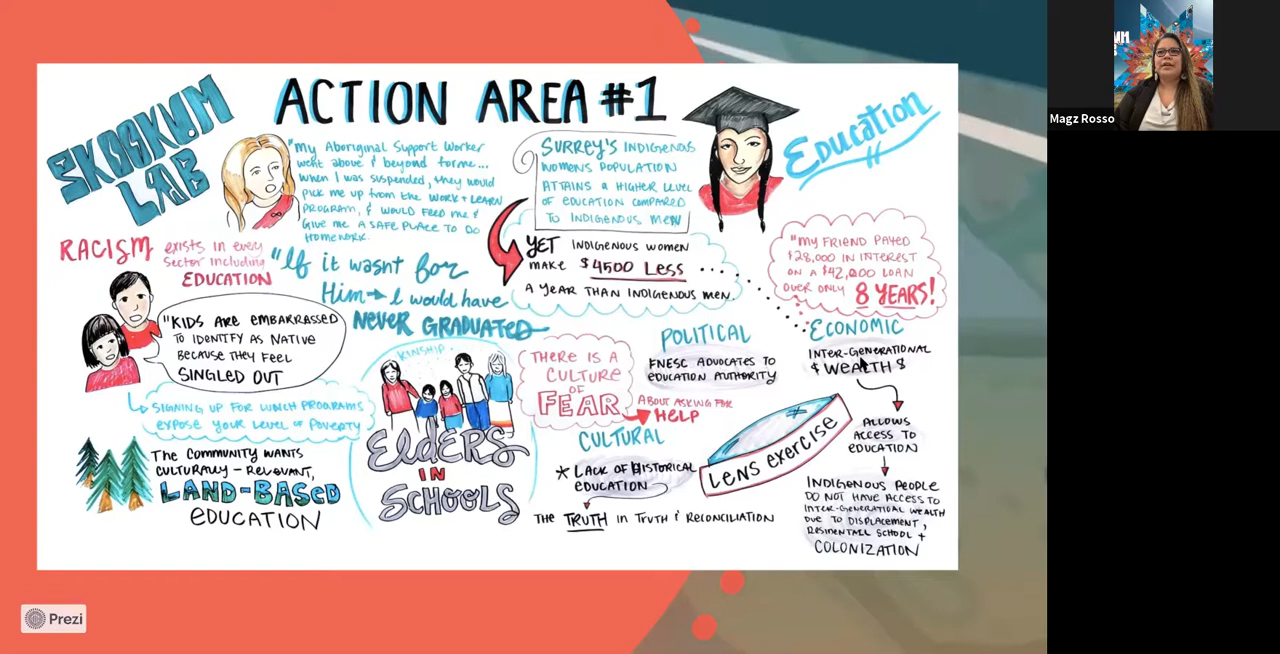 ACTION AREA #1
SKOOKUM
LAB
Education
"My Aboriginal Support Worker
went above & beyond for me...
when I was suspended, they would
pick me up from the work + LEARN
PROGRAM, & would feed me &
Give me a safe place to do
Homework.
"If it wasnt for
Him → I would have
NEVER GRADUATED
SURREY'S INDIGENOUS
WOMENS POPULATION
ATTAINS A HIGHER LEVEL
OF EDUCATION COMPARED
TO INDIGENOUS MEN
YET INDIGENOUS WOMEN
MAKE $4500 LESS
A YEAR THAN INDIGENOUS MEN.
"MY FRIEND PAYED
$28,000 IN INTEREST
ON A $42,000 LOAN
OVER ONLY 8 YEARS!
RACISM exists in every
Sector including
EDUCATION
"KIDS ARE EMBARRASSED
TO IDENTIFY AS NATIVE
BECAUSE THEY FEEL
SINGLED OUT
SIGNING UP FOR LUNCH PROGRAMS
EXPOSE YOUR LEVEL OF POVERTY
THE COMMUNITY WANTS
CULTURALLY-RELEVANT,
LAND-BASED
EDUCATION
KINSHIP
ELDERS
IN
SCHOOLS
THERE IS A
CULTURE
OF
FEAR
ABOUT ASKING FOR
HELP
POLITICAL
FNESC ADVOCATES TO
EDUCATION AUTHORITY
CULTURAL
* LACK OF HISTORICAL
EDUCATION
THE TRUTH in TRUTH & RECONCILIATION
LENS EXERCISE
ECONOMIC
INTER-GENERATIONAL
$ WEALTH $
ALLOWS
ACCESS TO
EDUCATION
INDIGENOUS PEOPLE
DO NOT HAVE ACCESS TO
INTER-GENERATIONAL WEALTH
DUE TO DISPLACEMENT,
RESIDENTIAL SCHOOL +
COLONIZATION
Prezi
Magz Rosso